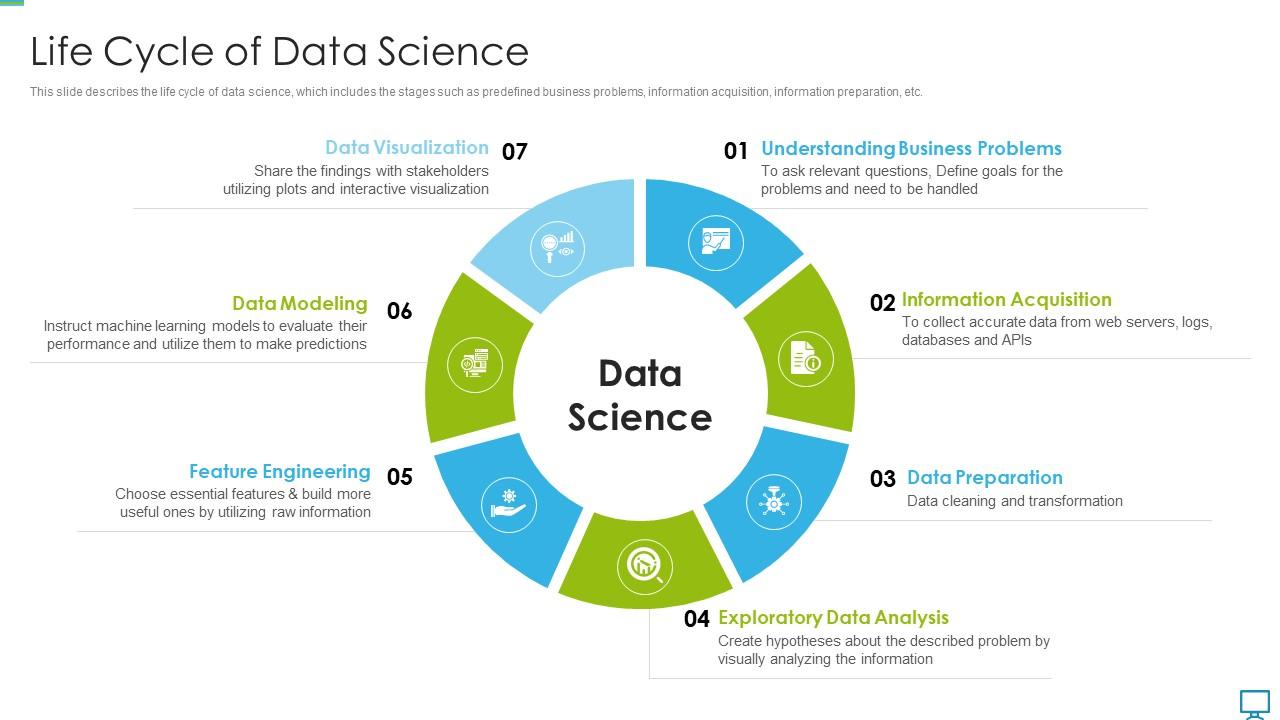 Life Cycle of Data Science
This slide describes the life cycle of data science, which includes the stages such as predefined business problems, information acquisition, information preparation, etc.
01 Understanding Business Problems
To ask relevant questions, Define goals for the
problems and need to be handled
02 Information Acquisition
To collect accurate data from web servers, logs,
databases and APIs
03 Data Preparation
Data cleaning and transformation
04 Exploratory Data Analysis
Create hypotheses about the described problem by
visually analyzing the information
Feature Engineering 05
Choose essential features & build more
useful ones by utilizing raw information
Data Modeling 06
Instruct machine learning models to evaluate their
performance and utilize them to make predictions
Data Visualization 07
Share the findings with stakeholders
utilizing plots and interactive visualization
Data
Science